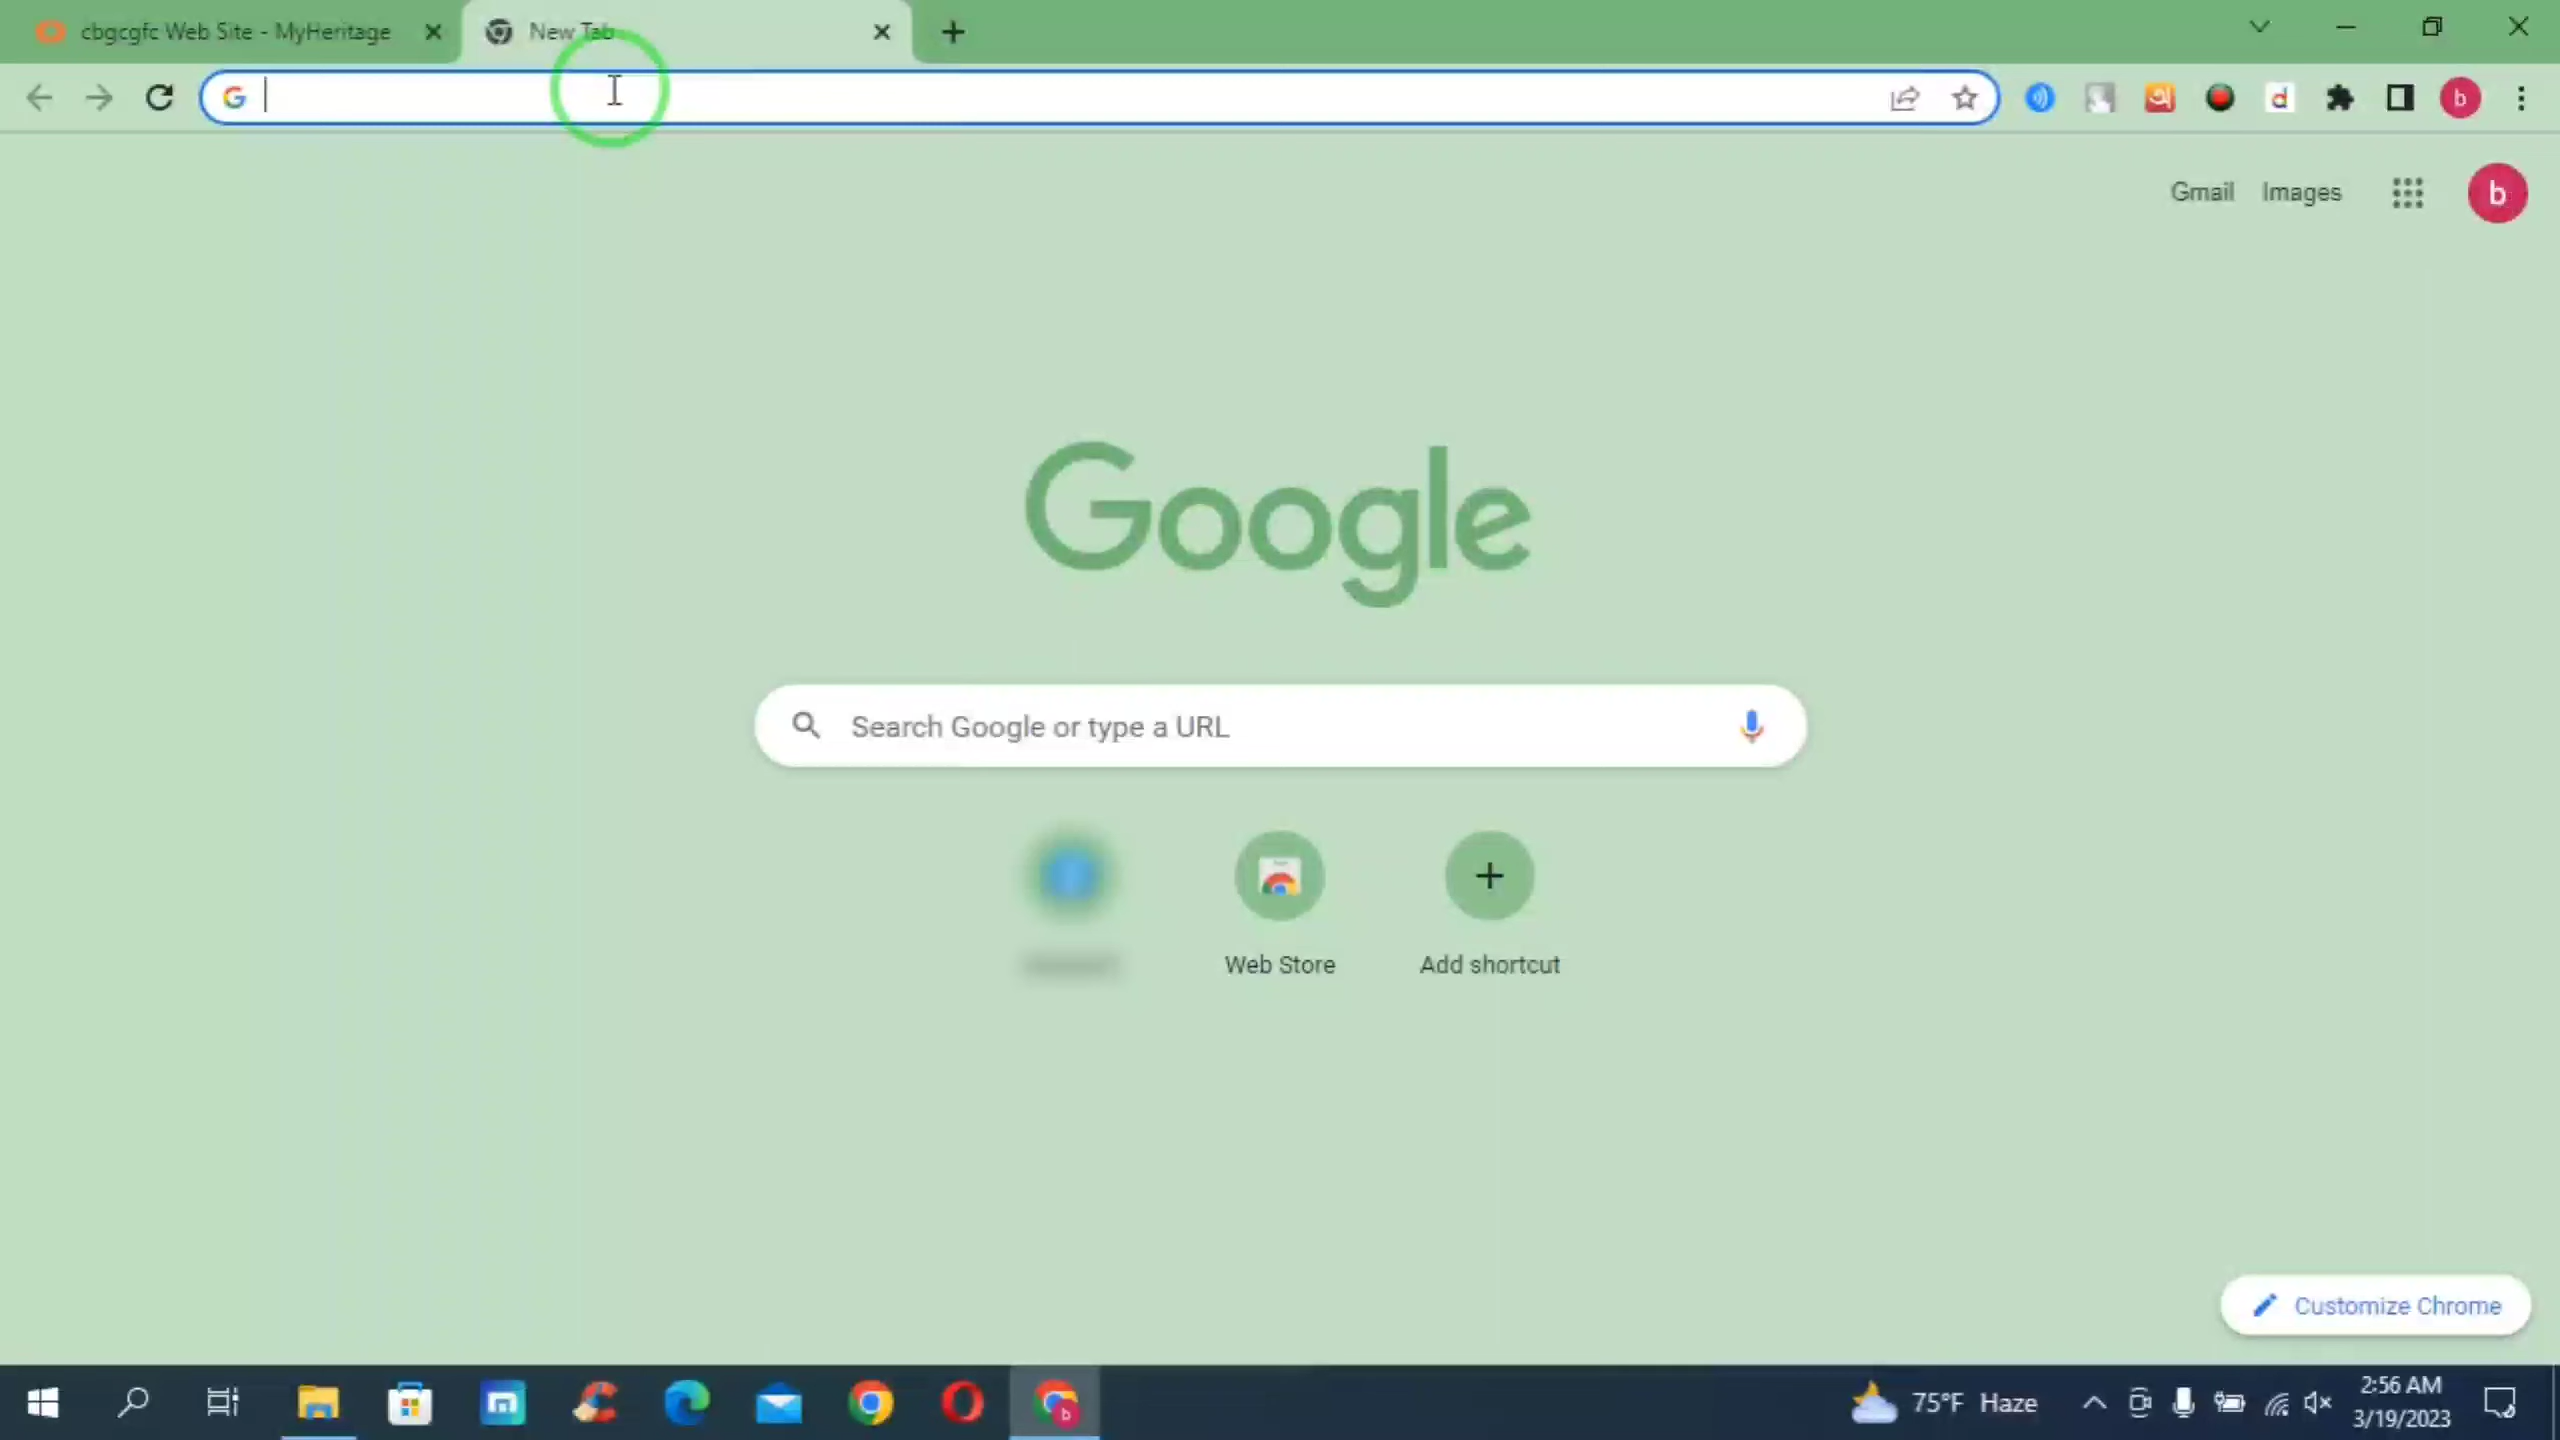 cbgcgfc Web Site - MyHeritage
New Tab
G
d
b
Gmail
Images
b
Google
Search Google or type a URL
Web Store
Add shortcut
Customize Chrome
75°F Haze
2:56 AM
3/19/2023